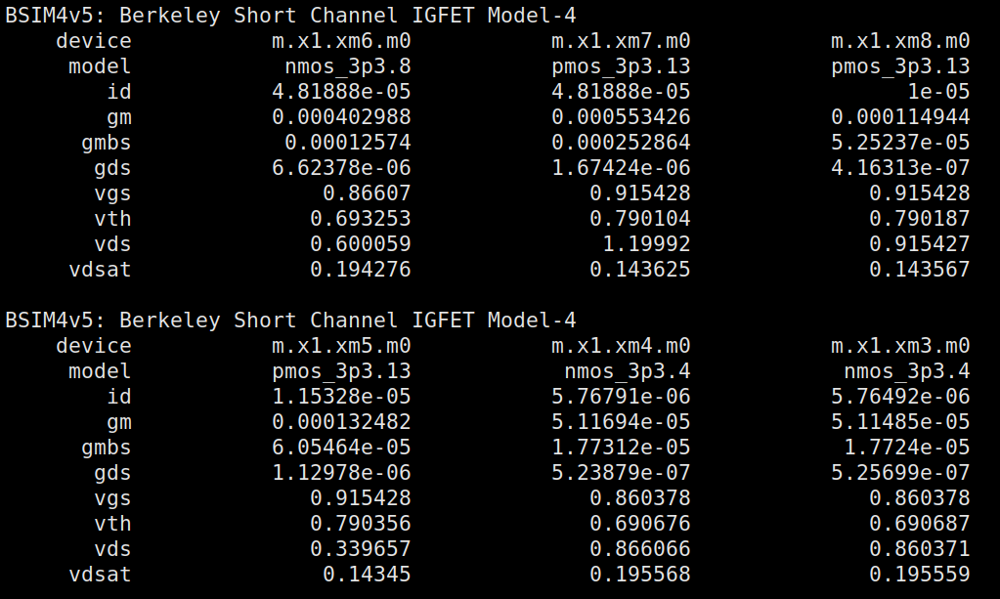 BSIM4v5: Berkeley Short Channel IGFET Model-4
device m.x1.xm6.m0 m.x1.xm7.m0 m.x1.xm8.m0
model nmos_3p3.8 pmos_3p3.13 pmos_3p3.13
id 4.81888e-05 4.81888e-05 1e-05
gm 0.000402988 0.000553426 0.000114944
gmbs 0.00012574 0.000252864 5.25237e-05
gds 6.62378e-06 1.67424e-06 4.16313e-07
vgs 0.86607 0.915428 0.915428
vth 0.693253 0.790104 0.790187
vds 0.600059 1.19992 0.915427
vdsat 0.194276 0.143625 0.143567
BSIM4v5: Berkeley Short Channel IGFET Model-4
device m.x1.xm5.m0 m.x1.xm4.m0 m.x1.xm3.m0
model pmos_3p3.13 nmos_3p3.4 nmos_3p3.4
id 1.15328e-05 5.76791e-06 5.76492e-06
gm 0.000132482 5.11694e-05 5.11485e-05
gmbs 6.05464e-05 1.77312e-05 1.7724e-05
gds 1.12978e-06 5.23879e-07 5.25699e-07
vgs 0.915428 0.860378 0.860378
vth 0.790356 0.690676 0.690687
vds 0.339657 0.866066 0.860371
vdsat 0.14345 0.195568 0.195559